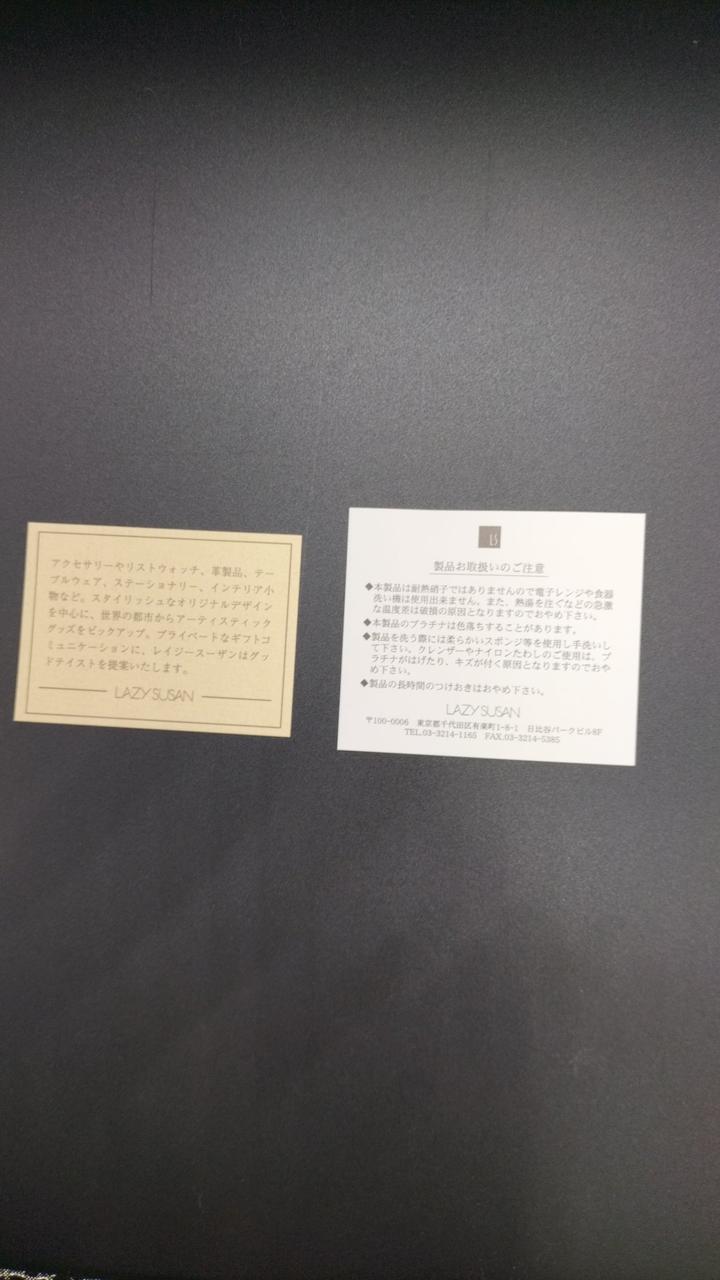 アクセサリーやリストウォッチ、革製品、テー
ブルウェア、ステーショナリー、インテリア小
物など。スタイリッシュなオリジナルデザイン
を中心に、世界の都市からアーティスティック
グッズをピックアップ。プライベートなギフトコ
ミュニケーションに、レイジースーザンはグッ
ドテイストを提案いたします。
LAZY SUSAN
LS
製品お取扱いのご注意
◆本製品は耐熱硝子ではありませんので電子レンジや食器
洗い機は使用出来ません。また、熱湯を注ぐなどの急激
な温度差は破損の原因となりますのでおやめ下さい。
◆本製品のプラチナは色落ちすることがあります。
◆製品を洗う際には柔らかいスポンジ等を使用し手洗いし
て下さい。クレンザーやナイロンたわしのご使用は、プ
ラチナがはげたり、キズが付く原因となりますのでおや
め下さい。
◆製品の長時間のつけおきはおやめ下さい。
LAZY SUSAN
〒100-0006 東京都千代田区有楽町1-8-1 日比谷パークビル8F
TEL.03-3214-1165 FAX.03-3214-5385